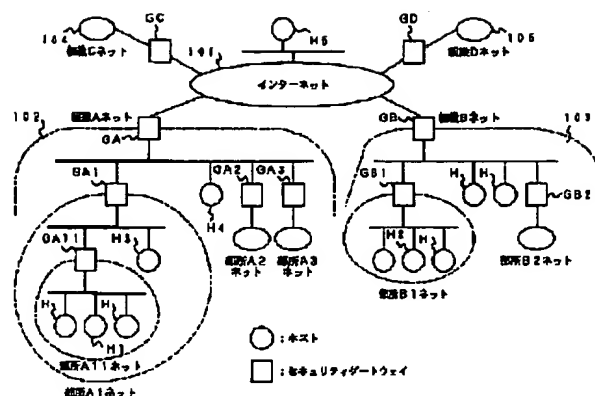 104
GC
組織Cネット
101
H5
GD
105
組織Dネット
インターネット
102
組織Aネット
GA
GB
組織Bネット
103
GA1
GA2
GA3
H4
GB1
H
H
GB2
GA11
H3
部所A2
ネット
部所A3
ネット
H2
H
部所B2ネット
部所B1ネット
H
H
H1
部所A11ネット
部所A1ネット
:ホスト
:セキュリティゲートウェイ